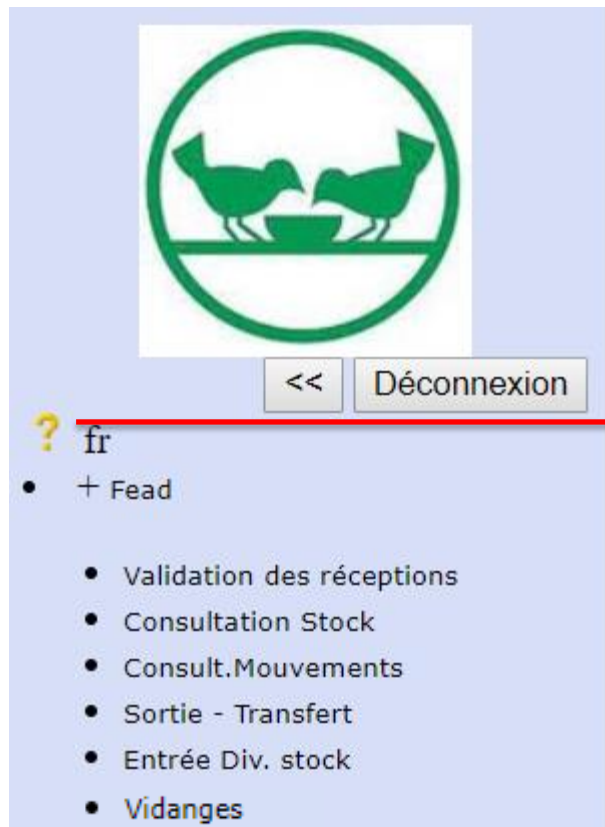 << Déconnexion
? fr
+ Fead
Validation des réceptions
Consultation Stock
Consult.Mouvements
Sortie - Transfert
Entrée Div. stock
Vidanges